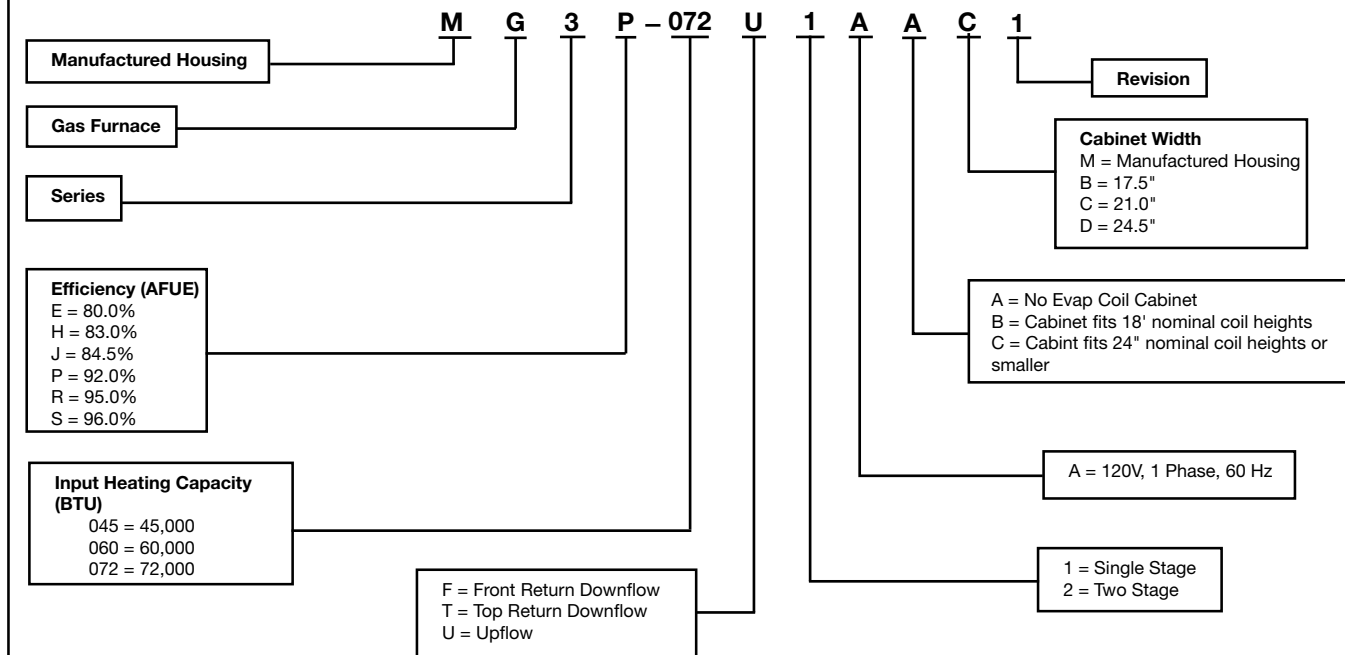 M G 3 P – 072 U 1 A A C 1
Manufactured Housing
Gas Furnace
Series
Efficiency (AFUE)
E = 80.0%
H = 83.0%
J = 84.5%
P = 92.0%
R = 95.0%
S = 96.0%
Input Heating Capacity
(BTU)
045 = 45,000
060 = 60,000
072 = 72,000
F = Front Return Downflow
T = Top Return Downflow
U = Upflow
Revision
Cabinet Width
M = Manufactured Housing
B = 17.5"
C = 21.0"
D = 24.5"
A = No Evap Coil Cabinet
B = Cabinet fits 18' nominal coil heights
C = Cabint fits 24" nominal coil heights or
smaller
A = 120V, 1 Phase, 60 Hz
1 = Single Stage
2 = Two Stage